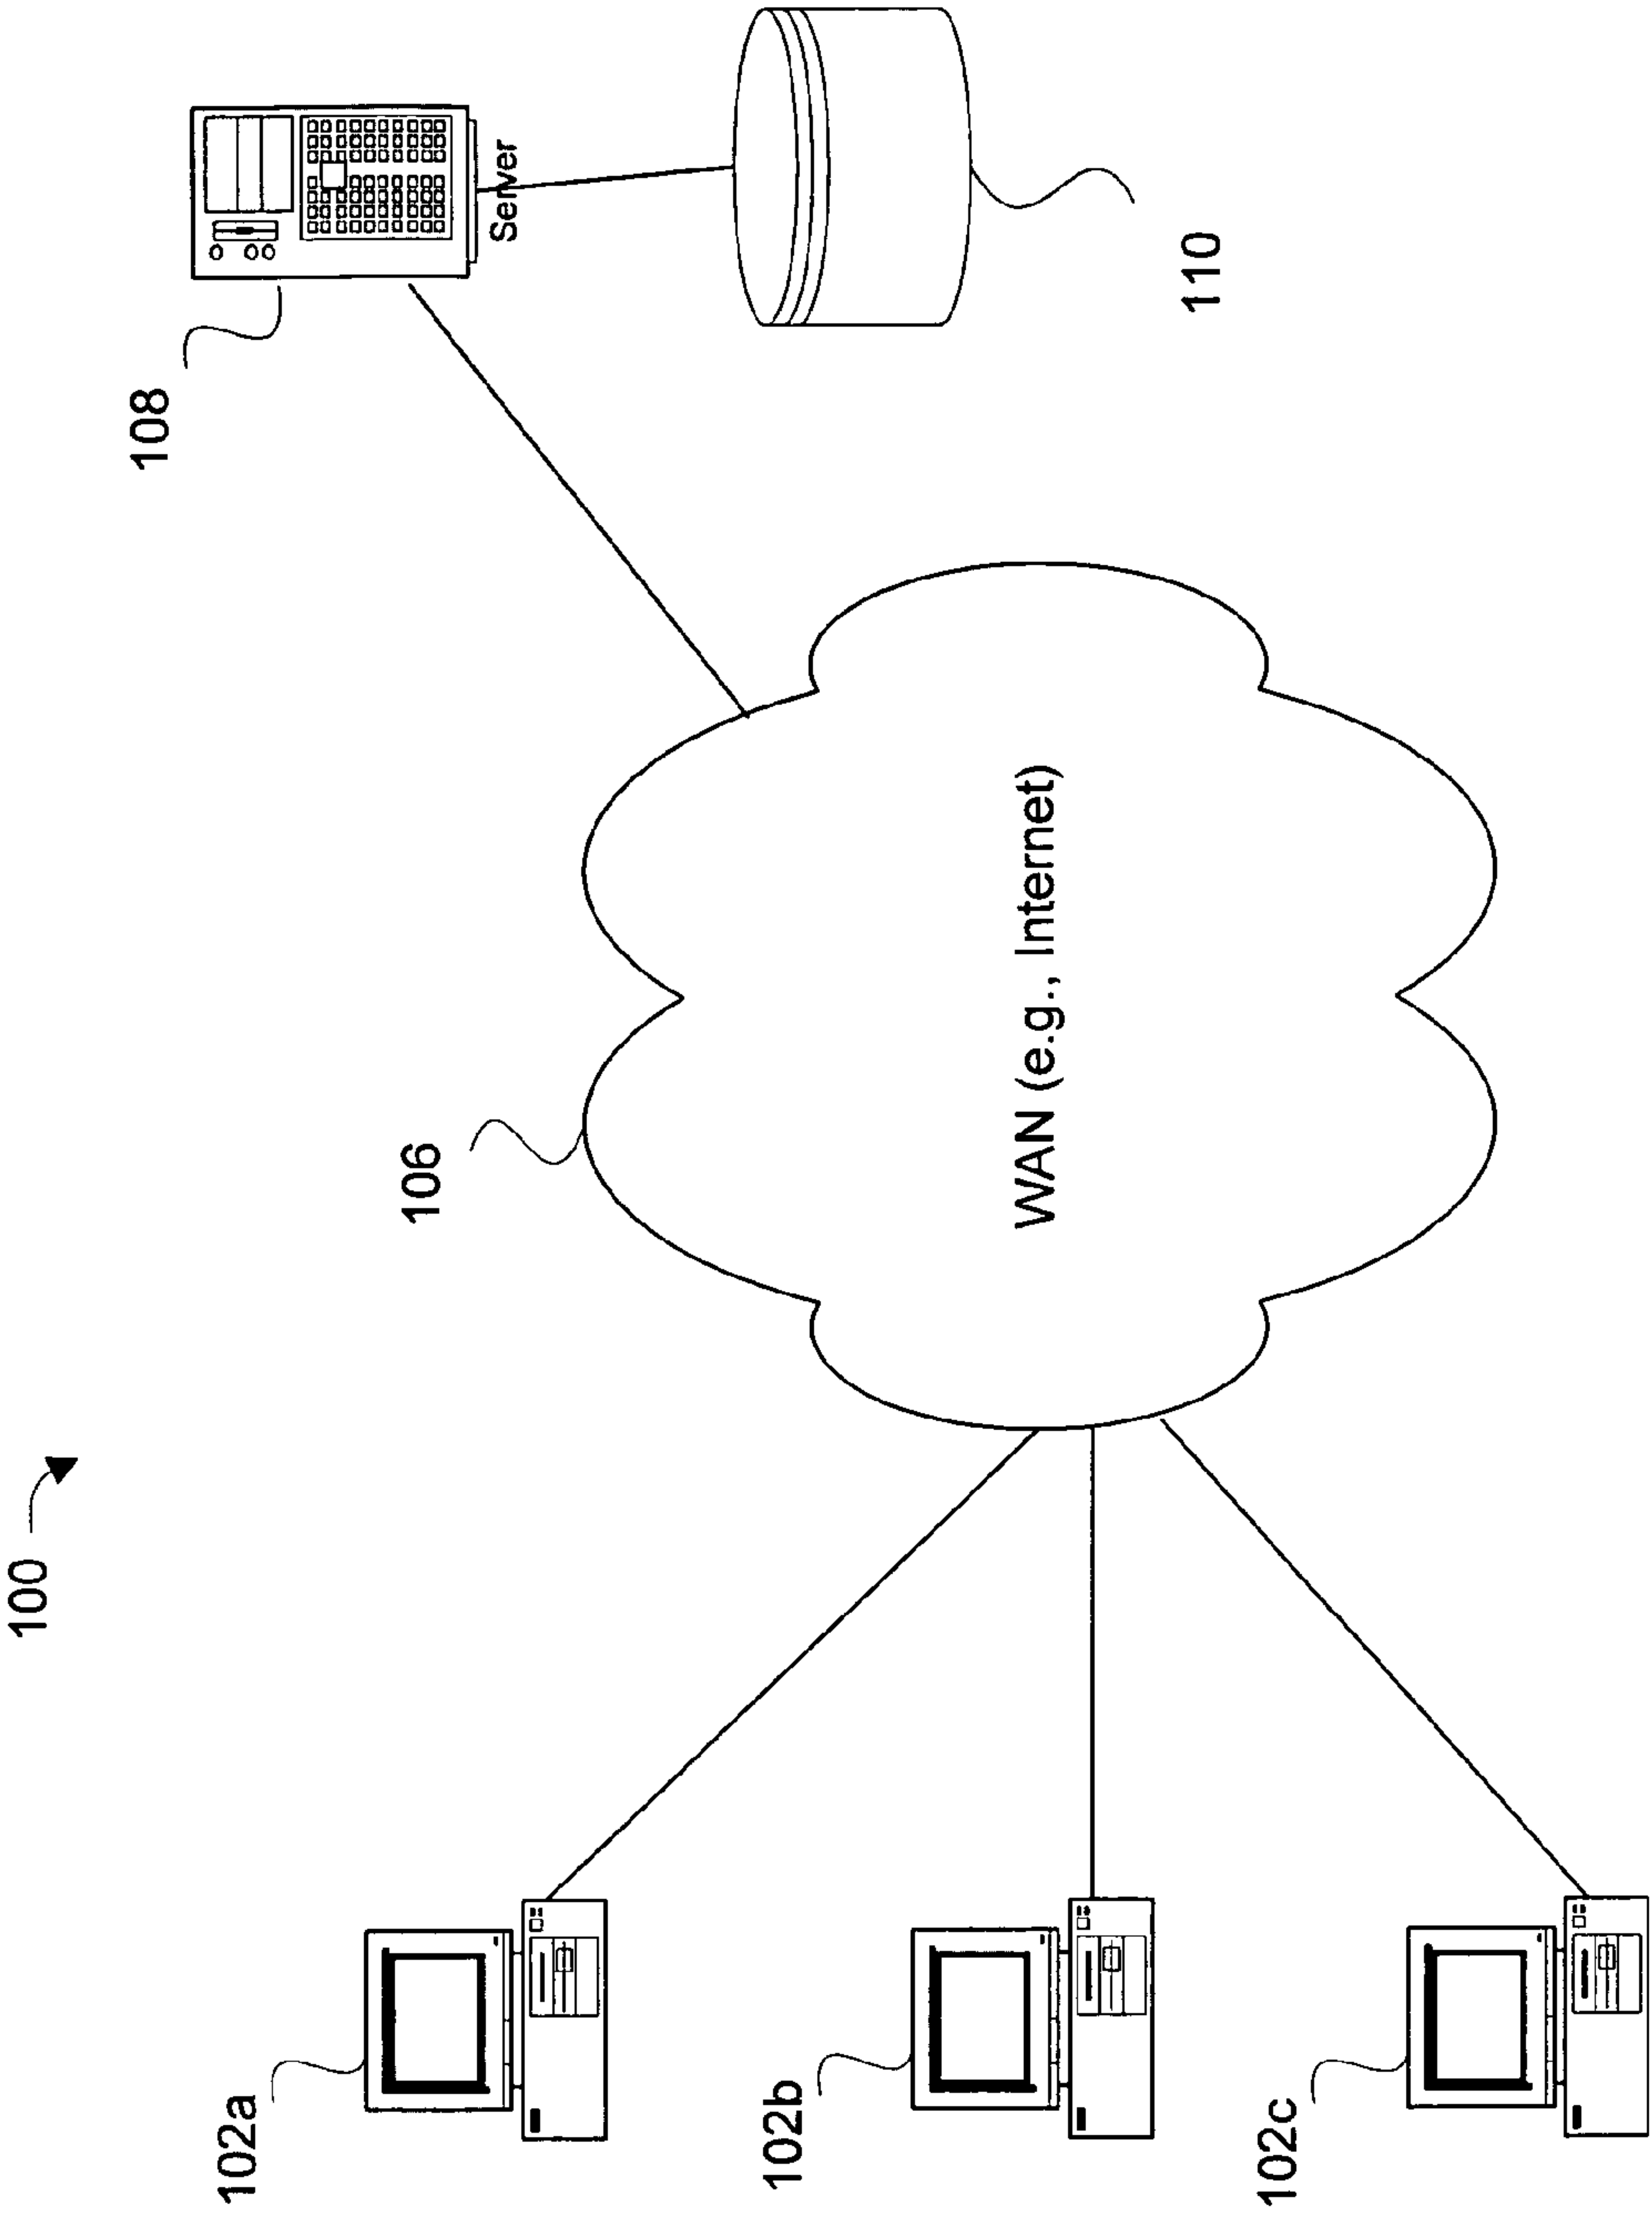 100
108
Server
106
110
WAN (e.g., Internet)
102a
102b
102c